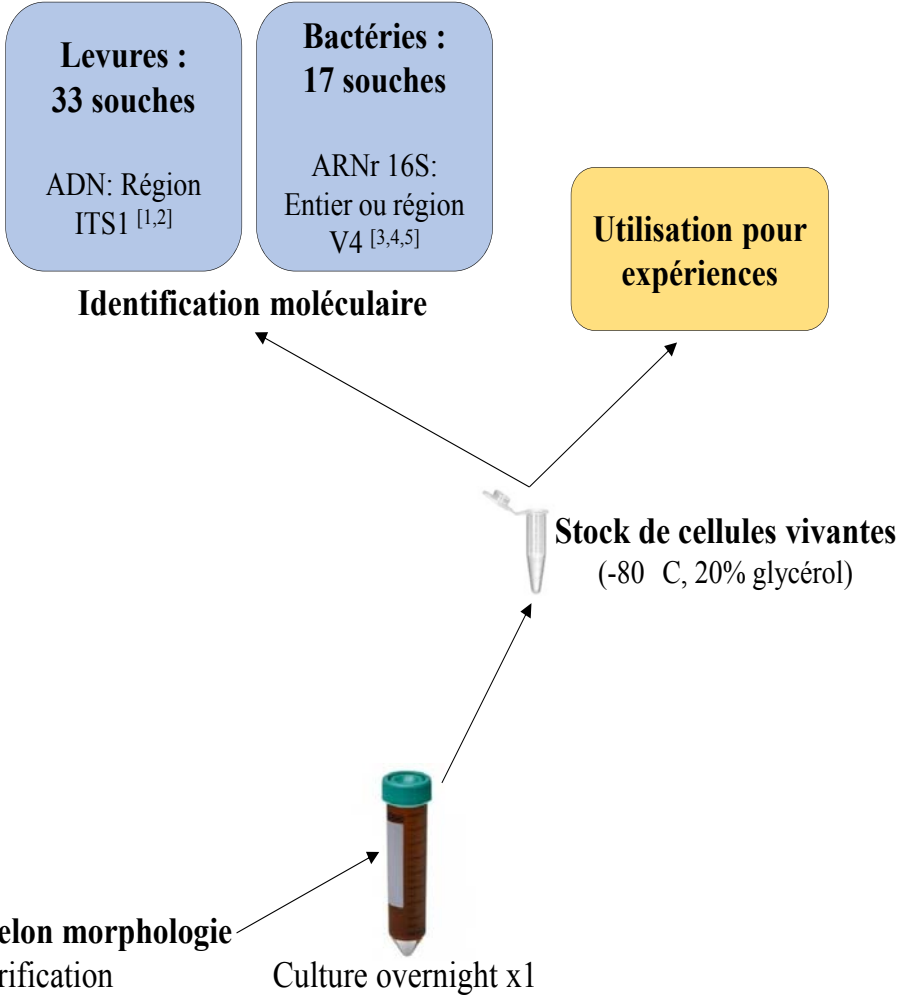 Levures :
33 souches
ADN: Région
ITS1 [1,2]
Bactéries :
17 souches
ARNr 16S:
Entier ou région
V4 [3,4,5]
Identification moléculaire
Utilisation pour
expériences
Stock de cellules vivantes
(-80 C, 20% glycérol)
elon morphologie
rification
Culture overnight x1